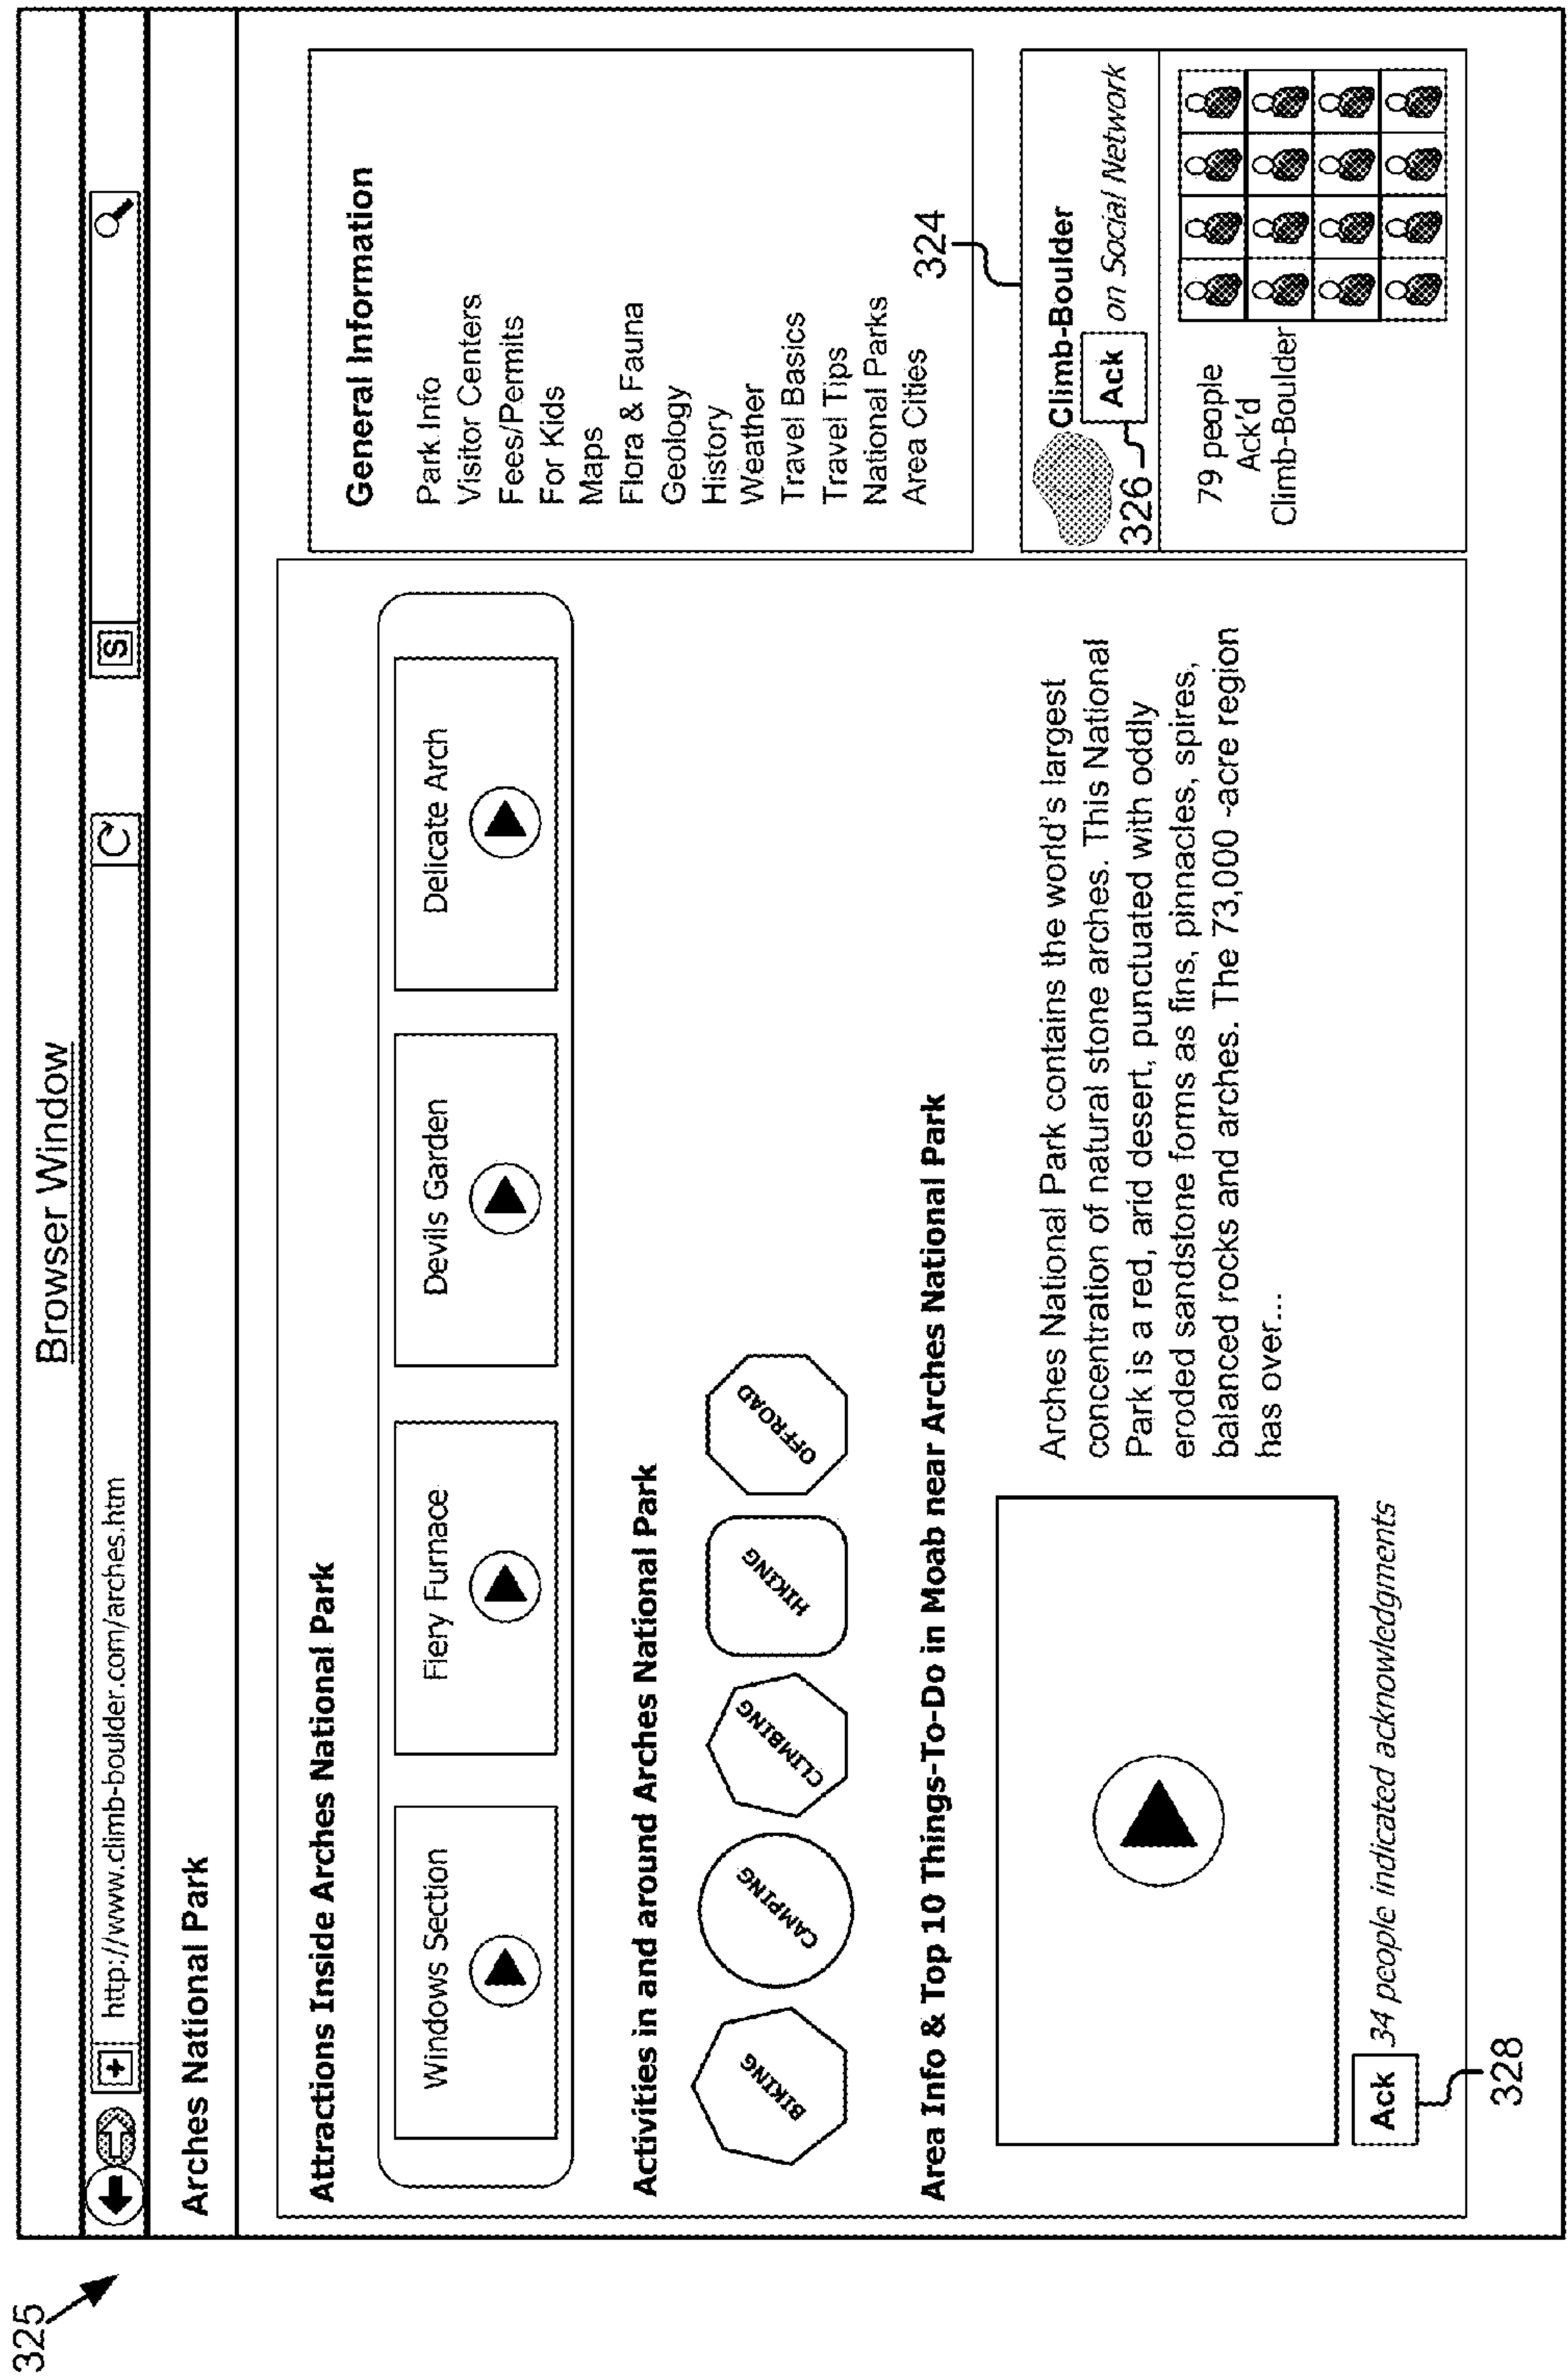 325
Browser Window
+
http://www.climb-boulder.com/arches.htm
S
Arches National Park
Attractions Inside Arches National Park
Windows Section
Fiery Furnace
Devils Garden
Delicate Arch
Activities in and around Arches National Park
BIKING
CAMPING
CLIMBING
HIKING
OFFROAD
Area Info & Top 10 Things-To-Do in Moab near Arches National Park
Arches National Park contains the world's largest
concentration of natural stone arches. This National
Park is a red, arid desert, punctuated with oddly
eroded sandstone forms as fins, pinnacles, spires,
balanced rocks and arches. The 73,000 -acre region
has over...
Ack 34 people indicated acknowledgments
328
General Information
Park Info
Visitor Centers
Fees/Permits
For Kids
Maps
Flora & Fauna
Geology
History
Weather
Travel Basics
Travel Tips
National Parks
Area Cities
324
Climb-Boulder
326
Ack on Social Network
79 people
Ack'd
Climb-Boulder